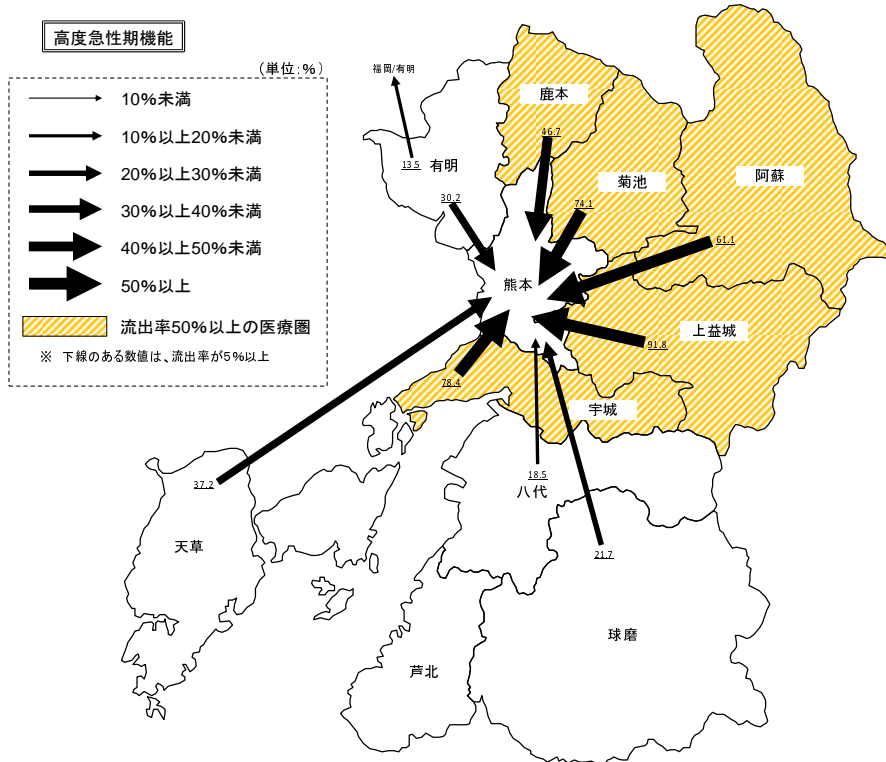 高度急性期機能
(単位:%)
10%未満
10%以上20%未満
20%以上30%未満
30%以上40%未満
40%以上50%未満
50%以上
流出率50%以上の医療圏
※ 下線のある数値は、流出率が5%以上
福岡/有明
13.5
有明
30.2
鹿本
46.7
菊池
74.1
阿蘇
61.1
熊本
上益城
91.8
78.4
宇城
18.5
八代
37.2
天草
21.7
球磨
芦北